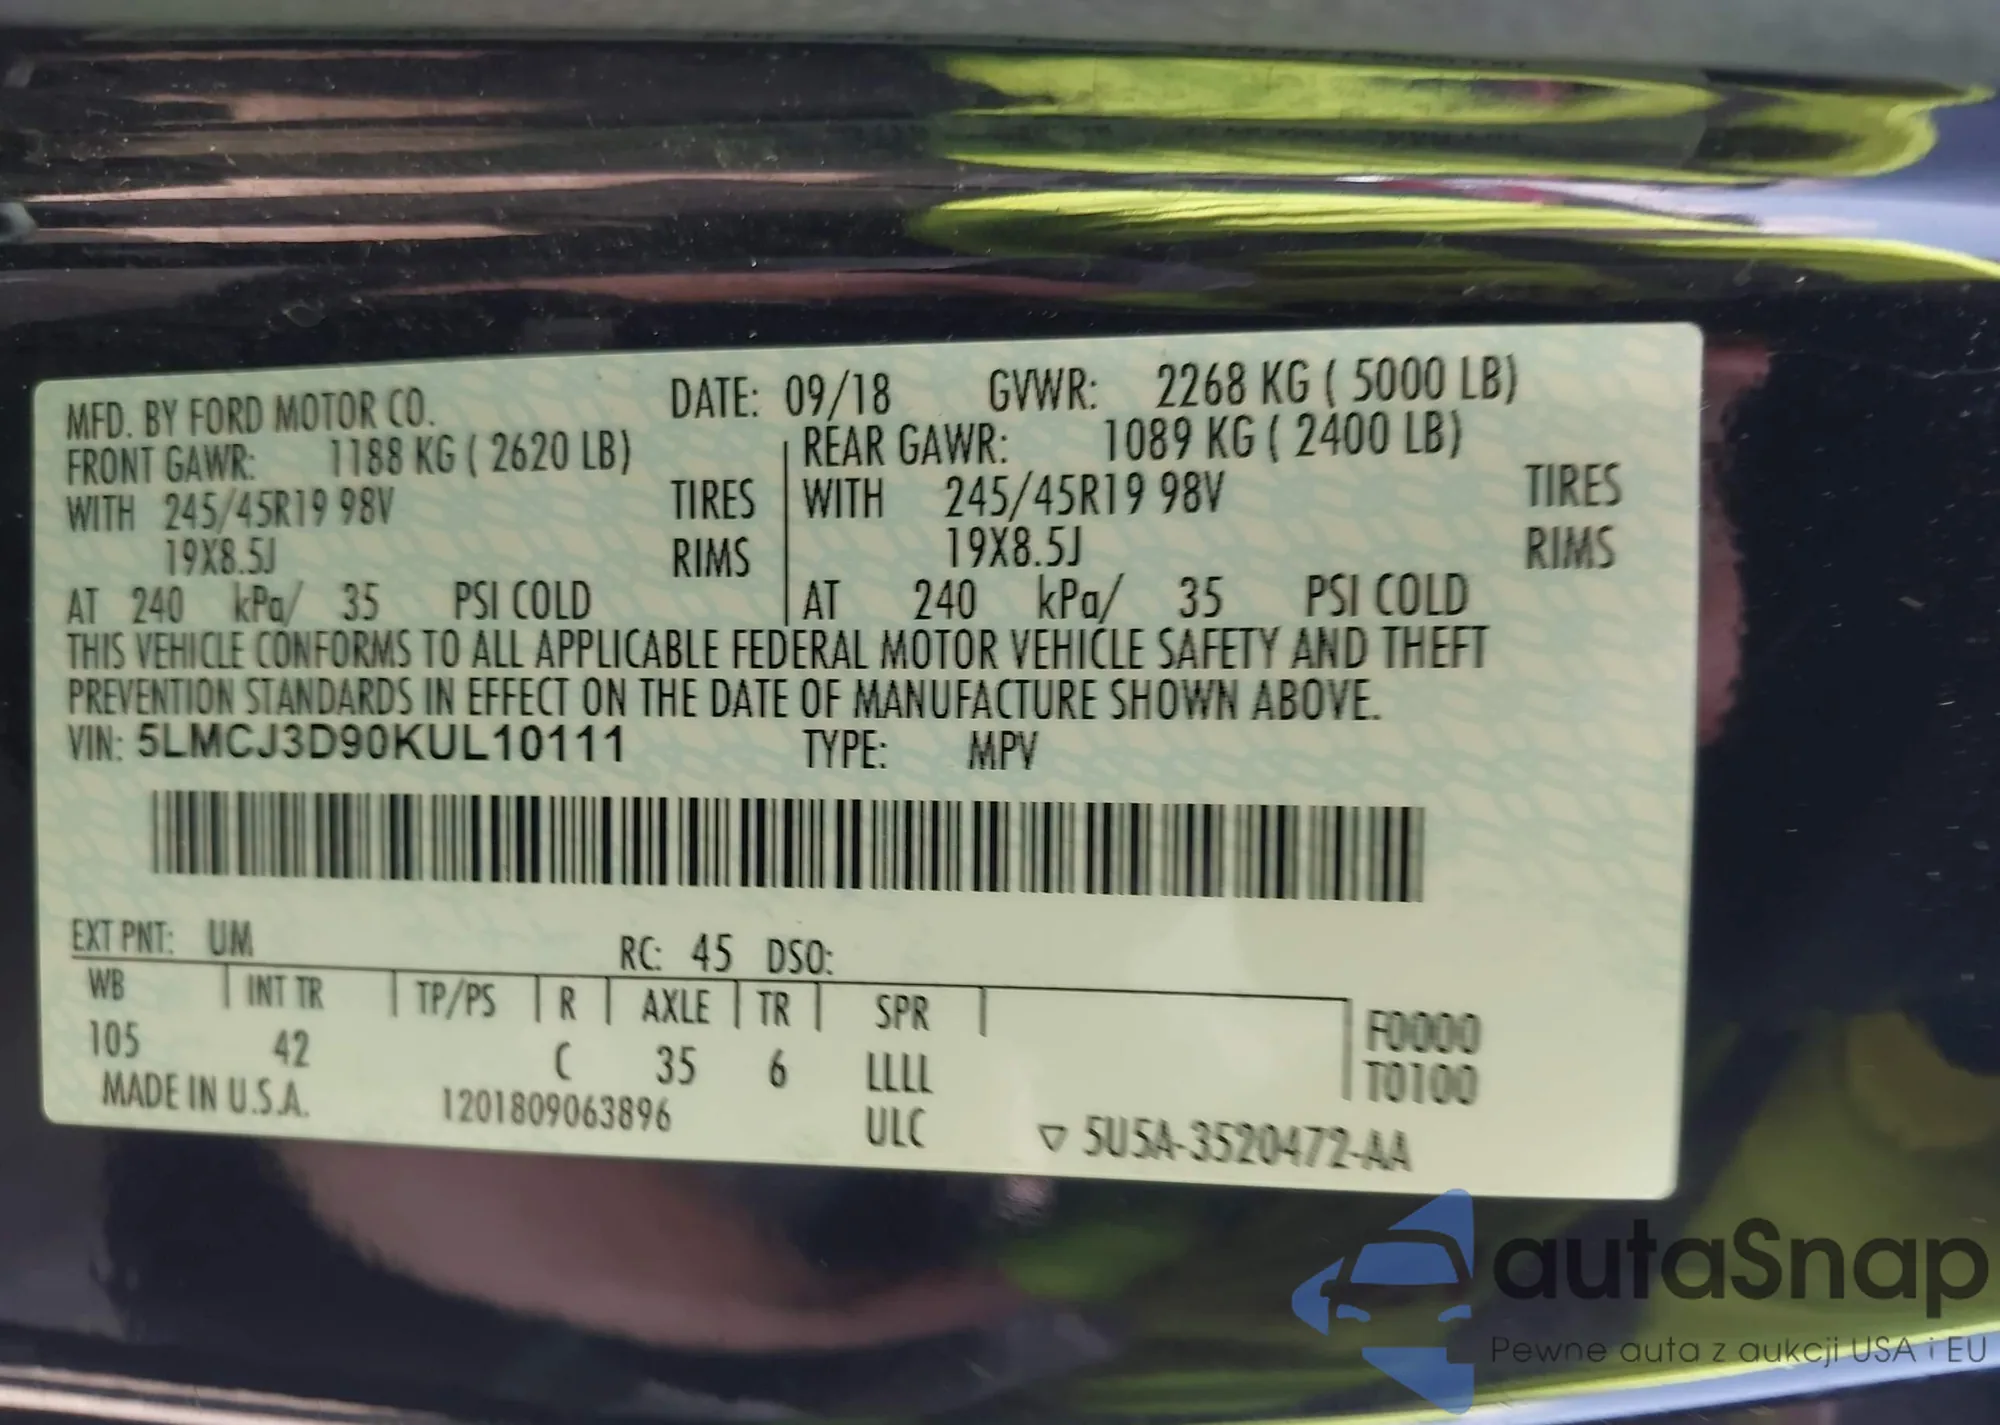 MFD. BY FORD MOTOR CO. DATE: 09/18 GVWR: 2268 KG ( 5000 LB)
FRONT GAWR: 1188 KG ( 2620 LB) REAR GAWR: 1089 KG ( 2400 LB)
WITH 245/45R19 98V TIRES WITH 245/45R19 98V TIRES
19X8.5J RIMS 19X8.5J RIMS
AT 240 kPa/ 35 PSI COLD AT 240 kPa/ 35 PSI COLD
THIS VEHICLE CONFORMS TO ALL APPLICABLE FEDERAL MOTOR VEHICLE SAFETY AND THEFT
PREVENTION STANDARDS IN EFFECT ON THE DATE OF MANUFACTURE SHOWN ABOVE.
VIN: 5LMCJ3D90KUL10111 TYPE: MPV
EXT PNT: UM RC: 45 DSO:
WB INT TR TP/PS R AXLE TR SPR F0000
105 42 C 35 6 LLLL T0100
MADE IN U.S.A. 1201809063896 ULC ▽ 5U5A-3520472-AA
autaSnap
Pewne auta z aukcji USA i EU